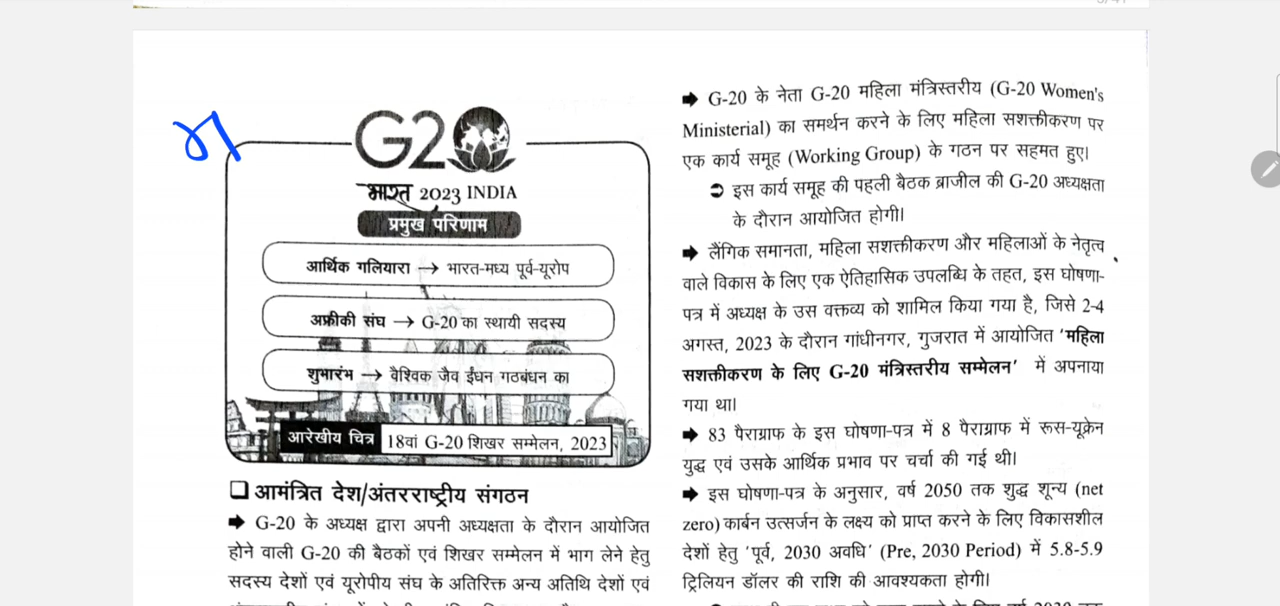 G20
भारत 2023 INDIA
प्रमुख परिणाम
आर्थिक गलियारा → भारत-मध्य पूर्व-यूरोप
अफ्रीकी संघ → G-20 का स्थायी सदस्य
शुभारंभ → वैश्विक जैव ईंधन गठबंधन का
आरेखीय चित्र 18वां G-20 शिखर सम्मेलन, 2023
❑ आमंत्रित देश/अंतरराष्ट्रीय संगठन
➡ G-20 के अध्यक्ष द्वारा अपनी अध्यक्षता के दौरान आयोजित
होने वाली G-20 की बैठकों एवं शिखर सम्मेलन में भाग लेने हेतु
सदस्य देशों एवं यूरोपीय संघ के अतिरिक्त अन्य अतिथि देशों एवं
➡ G-20 के नेता G-20 महिला मंत्रिस्तरीय (G-20 Women's
Ministerial) का समर्थन करने के लिए महिला सशक्तीकरण पर
एक कार्य समूह (Working Group) के गठन पर सहमत हुए।
➲ इस कार्य समूह की पहली बैठक ब्राजील की G-20 अध्यक्षता
के दौरान आयोजित होगी।
➡ लैंगिक समानता, महिला सशक्तीकरण और महिलाओं के नेतृत्व
वाले विकास के लिए एक ऐतिहासिक उपलब्धि के तहत, इस घोषणा-
पत्र में अध्यक्ष के उस वक्तव्य को शामिल किया गया है, जिसे 2-4
अगस्त, 2023 के दौरान गांधीनगर, गुजरात में आयोजित 'महिला
सशक्तीकरण के लिए G-20 मंत्रिस्तरीय सम्मेलन' में अपनाया
गया था।
➡ 83 पैराग्राफ के इस घोषणा-पत्र में 8 पैराग्राफ में रूस-यूक्रेन
युद्ध एवं उसके आर्थिक प्रभाव पर चर्चा की गई थी।
➡ इस घोषणा-पत्र के अनुसार, वर्ष 2050 तक शुद्ध शून्य (net
zero) कार्बन उत्सर्जन के लक्ष्य को प्राप्त करने के लिए विकासशील
देशों हेतु 'पूर्व, 2030 अवधि' (Pre, 2030 Period) में 5.8-5.9
ट्रिलियन डॉलर की राशि की आवश्यकता होगी।